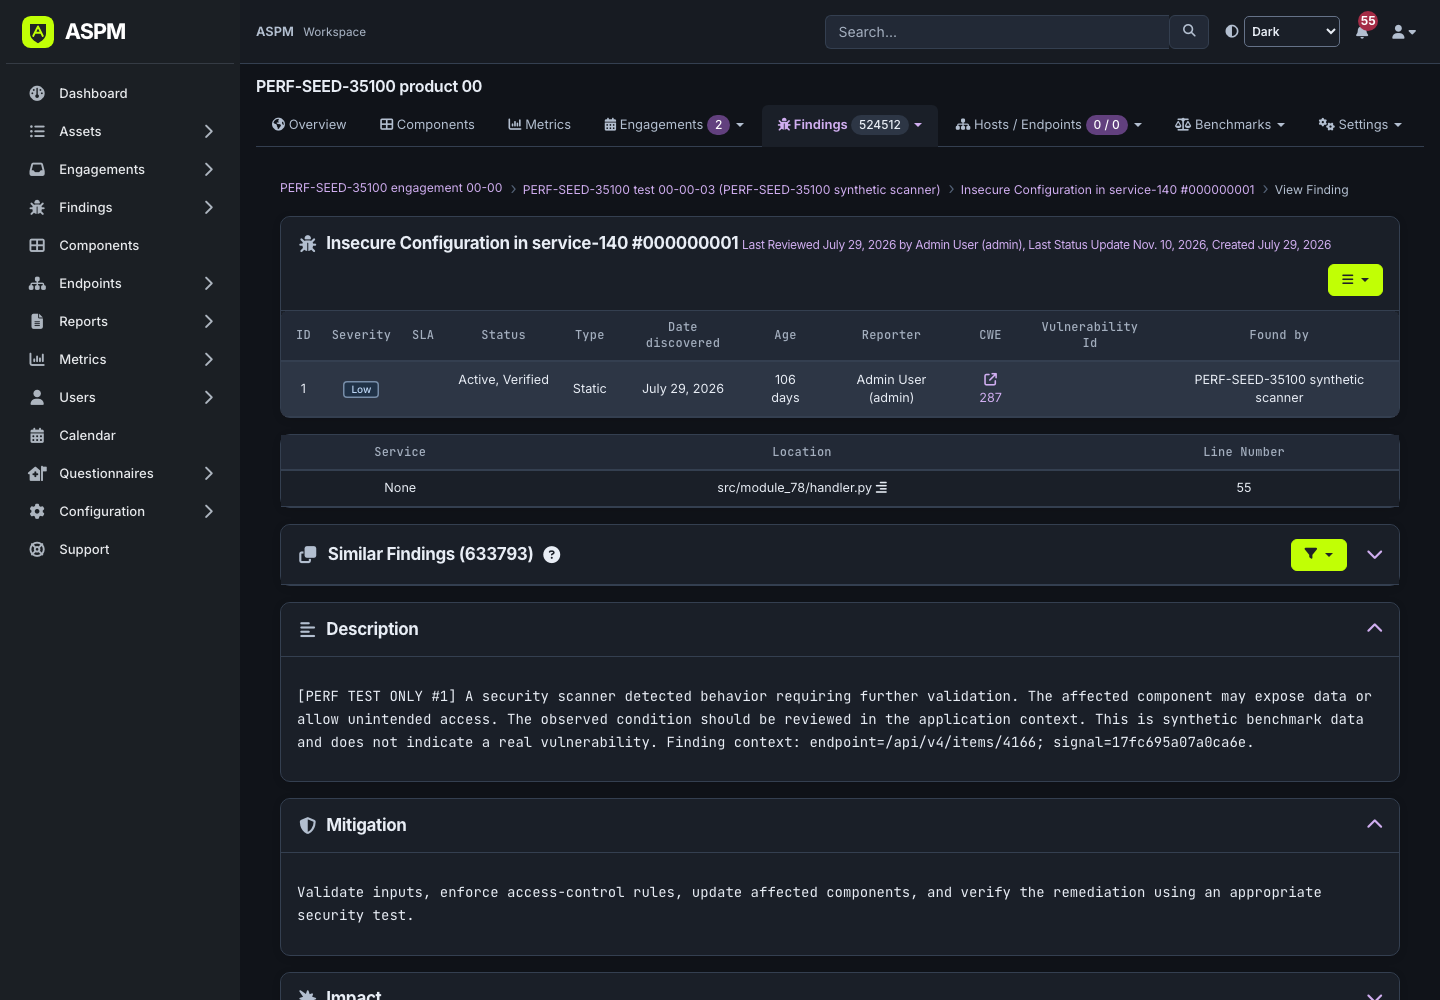 ASPM
ASPM Workspace
Search...
Dark
55
Dashboard
Assets
Engagements
Findings
Components
Endpoints
Reports
Metrics
Users
Calendar
Questionnaires
Configuration
Support
PERF-SEED-35100 product 00
Overview
Components
Metrics
Engagements 2
Findings 524512
Hosts / Endpoints 0 / 0
Benchmarks
Settings
PERF-SEED-35100 engagement 00-00
PERF-SEED-35100 test 00-00-03 (PERF-SEED-35100 synthetic scanner)
Insecure Configuration in service-140 #000000001
View Finding
Insecure Configuration in service-140 #000000001 Last Reviewed July 29, 2026 by Admin User (admin), Last Status Update Nov. 10, 2026, Created July 29, 2026
ID Severity SLA Status Type Date discovered Age Reporter CWE Vulnerability Id Found by
1 Low Active, Verified Static July 29, 2026 106 days Admin User (admin) 287 PERF-SEED-35100 synthetic scanner
Service Location Line Number
None src/module_78/handler.py 55
Similar Findings (633793) ?
Description
[PERF TEST ONLY #1] A security scanner detected behavior requiring further validation. The affected component may expose data or
allow unintended access. The observed condition should be reviewed in the application context. This is synthetic benchmark data
and does not indicate a real vulnerability. Finding context: endpoint=/api/v4/items/4166; signal=17fc695a07a0ca6e.
Mitigation
Validate inputs, enforce access-control rules, update affected components, and verify the remediation using an appropriate
security test.
Impact